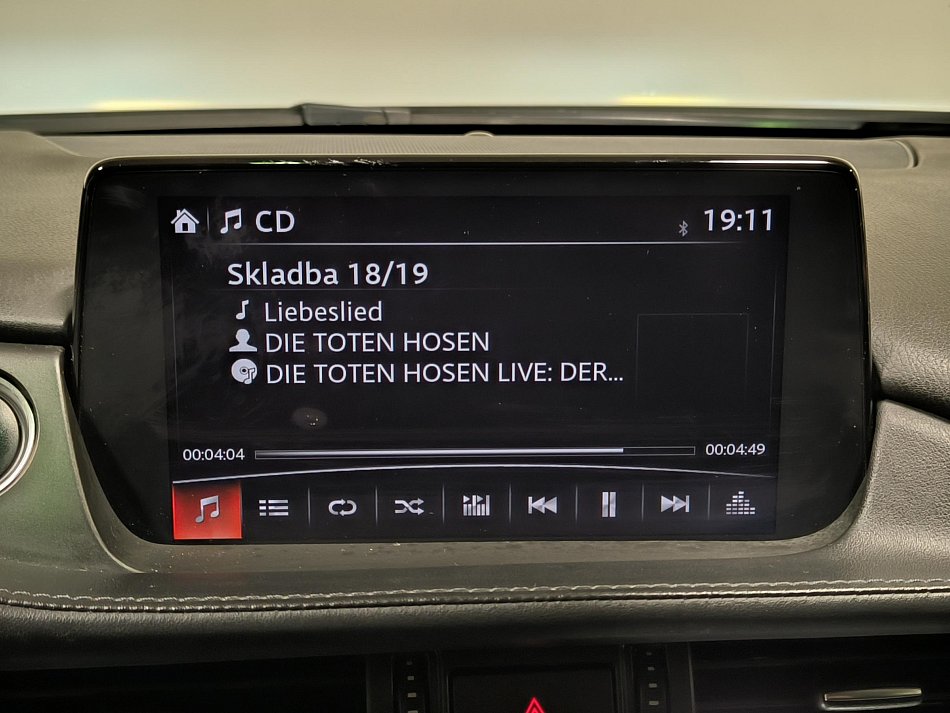 CD 19:11
Skladba 18/19
Liebeslied
DIE TOTEN HOSEN
DIE TOTEN HOSEN LIVE: DER...
00:04:04 00:04:49